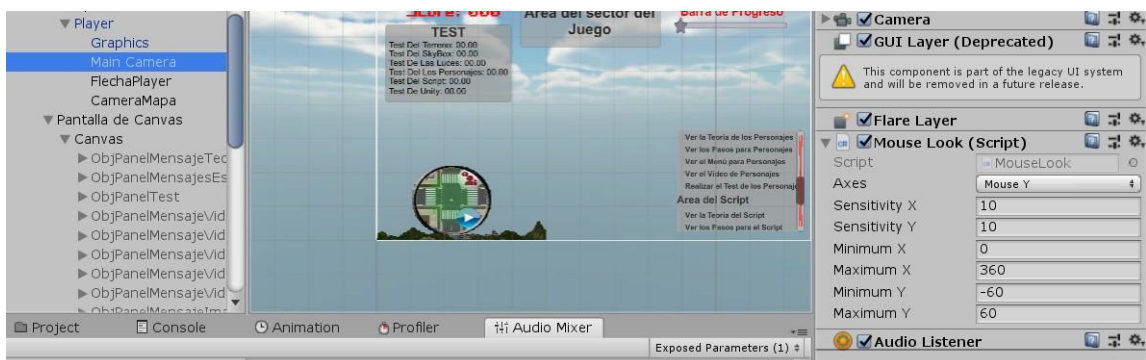 Player
Graphics
Main Camera
FlechaPlayer
CameraMapa
Pantalla de Canvas
Canvas
ObjPanelMensajeTec
ObjPanelMensajesEs
ObjPanelTest
ObjPanelMensajeVid
ObjPanelMensajeVid
ObjPanelMensajeVid
ObjPanelMensajeVid
ObjPanelMensajeIma
Score: 000
TEST
Test Del Terreno: 00.00
Test Del SkyBox: 00.00
Test De Las Luces: 00.00
Test Del Los Personajes: 00.00
Test Del Script: 00.00
Test De Unity: 00.00
Area del sector del
Juego
Barra de Progreso
Ver la Teoria de los Personajes
Ver los Pasos para Personajes
Ver el Menú para Personajes
Ver el Video de Personajes
Realizar el Test de los Personaj
Area del Script
Ver la Teoria del Script
Ver los Pasos para el Script
Project
Console
Animation
Profiler
Audio Mixer
Exposed Parameters (1)
Camera
GUI Layer (Deprecated)
This component is part of the legacy UI system
and will be removed in a future release.
Flare Layer
Mouse Look (Script)
Script MouseLook
Axes Mouse Y
Sensitivity X 10
Sensitivity Y 10
Minimum X 0
Maximum X 360
Minimum Y -60
Maximum Y 60
Audio Listener